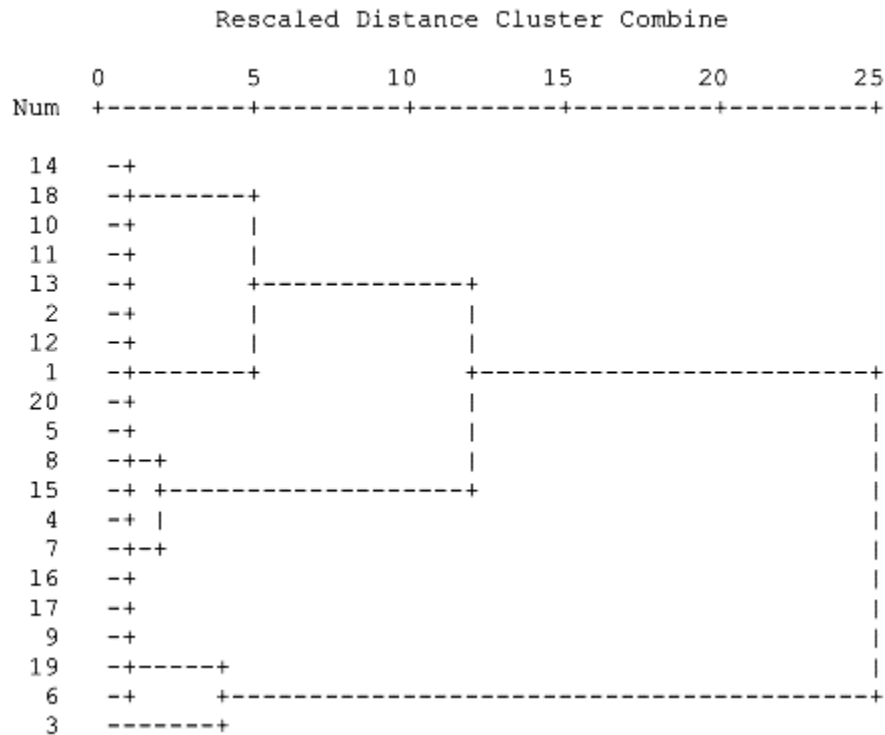 Rescaled Distance Cluster Combine
0 5 10 15 20 25
Num +---------+---------+---------+---------+---------+
14 -+
18 -+-------+
10 -+ |
11 -+ |
13 -+ +-------------+
2 -+ | |
12 -+ | |
1 -+-------+ +-------------------------+
20 -+ | |
5 -+ | |
8 -+-+ | |
15 -+ +-------------------+ |
4 -+ | |
7 -+-+ |
16 -+ |
17 -+ |
9 -+ |
19 -+-----+ |
6 -+ +-----------------------------------------+
3 -------+